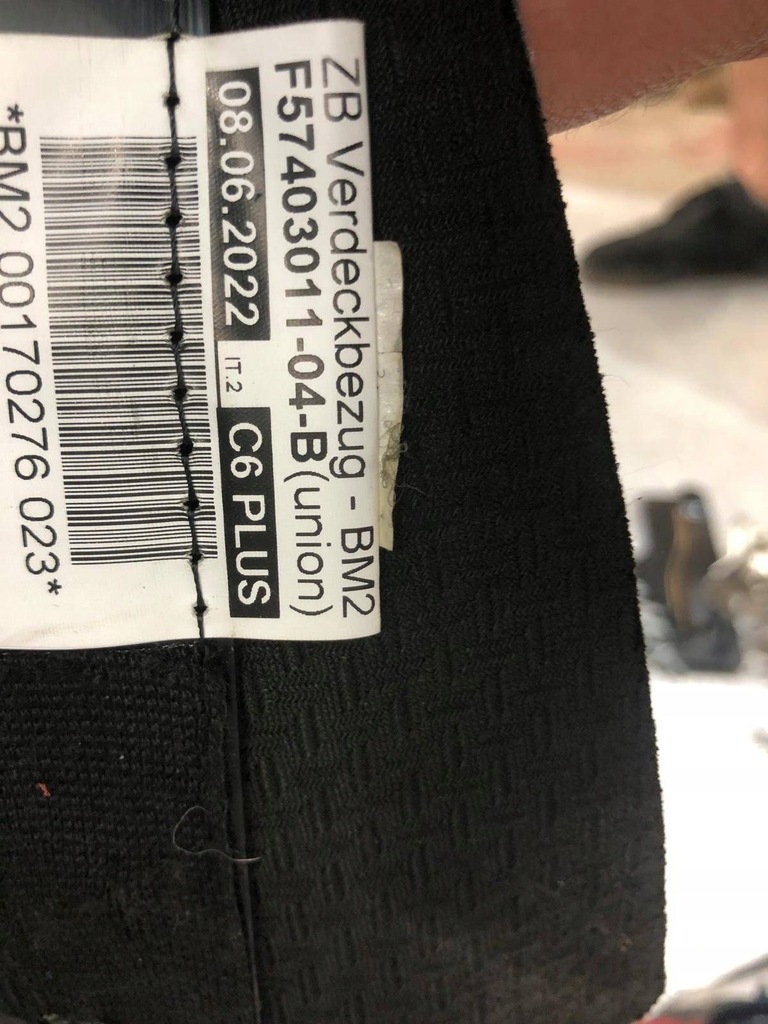 ZB Verdeckbezug - BM2
F57403011-04-B(union)
08.06.2022 IT.2 C6 PLUS
*BM2 00170276 023*